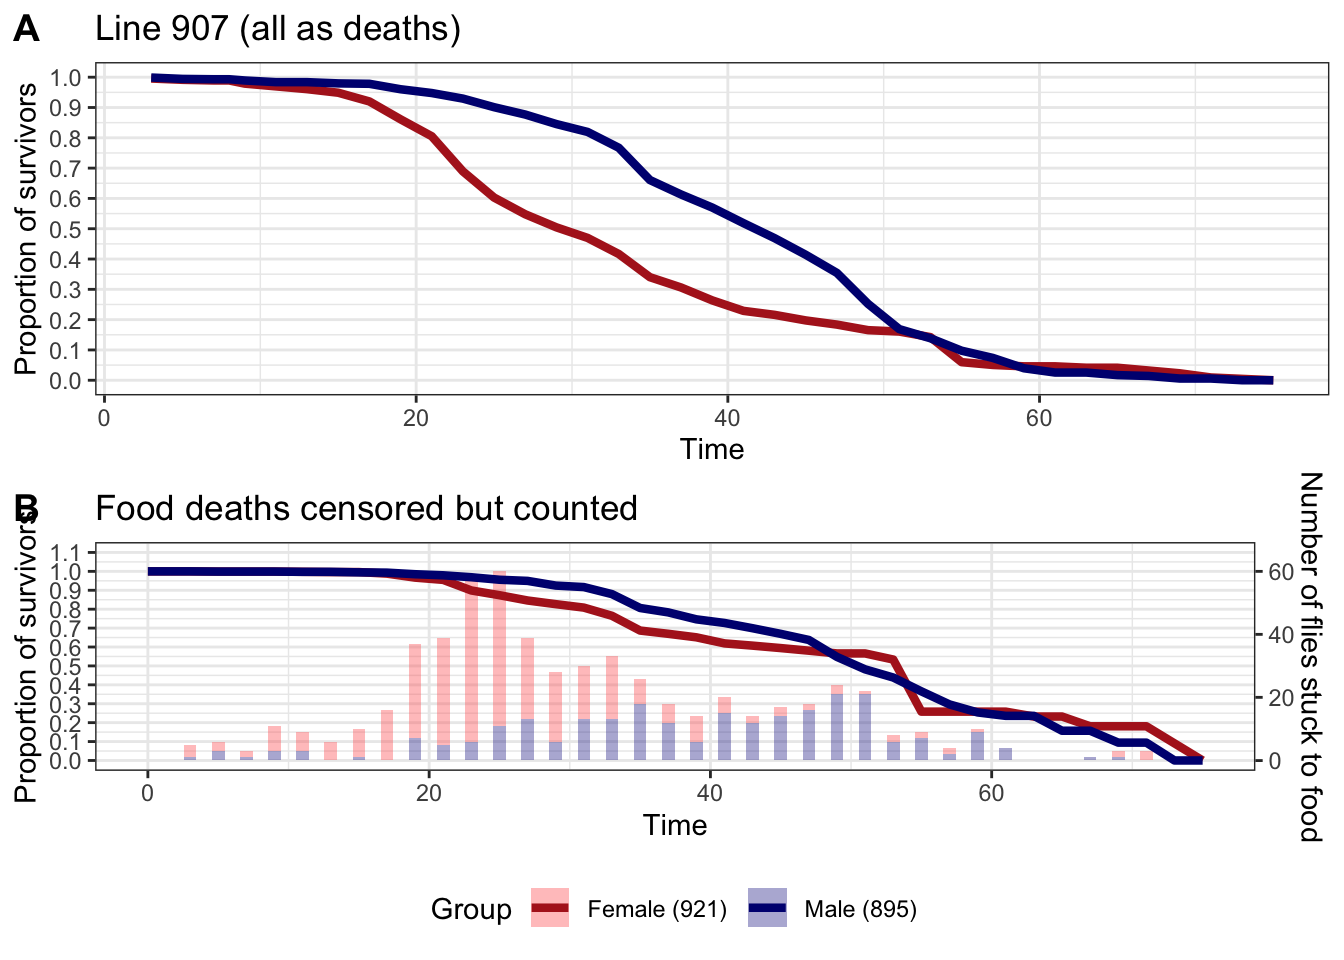 A Line 907 (all as deaths)
Proportion of survivors
1.0
0.9
0.8
0.7
0.6
0.5
0.4
0.3
0.2
0.1
0.0
0 20 40 60
Time
B Food deaths censored but counted
Proportion of survivors
1.1
1.0
0.9
0.8
0.7
0.6
0.5
0.4
0.3
0.2
0.1
0.0
60
40
20
0
Number of flies stuck to food
0 20 40 60
Time
Group Female (921) Male (895)